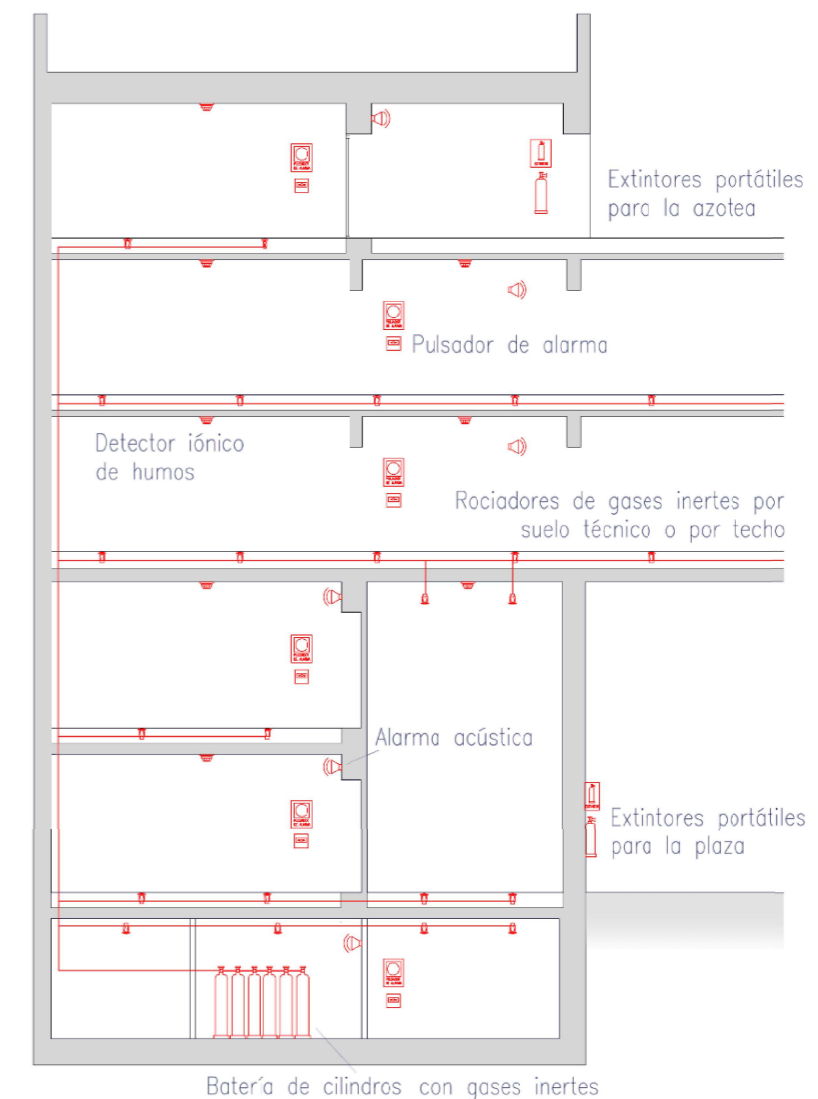 Extintores portátiles
para la azotea
Pulsador de alarma
Detector iónico
de humos
Rociadores de gases inertes por
suelo técnico o por techo
Alarma acústica
Extintores portátiles
para la plaza
Bater´a de cilindros con gases inertes